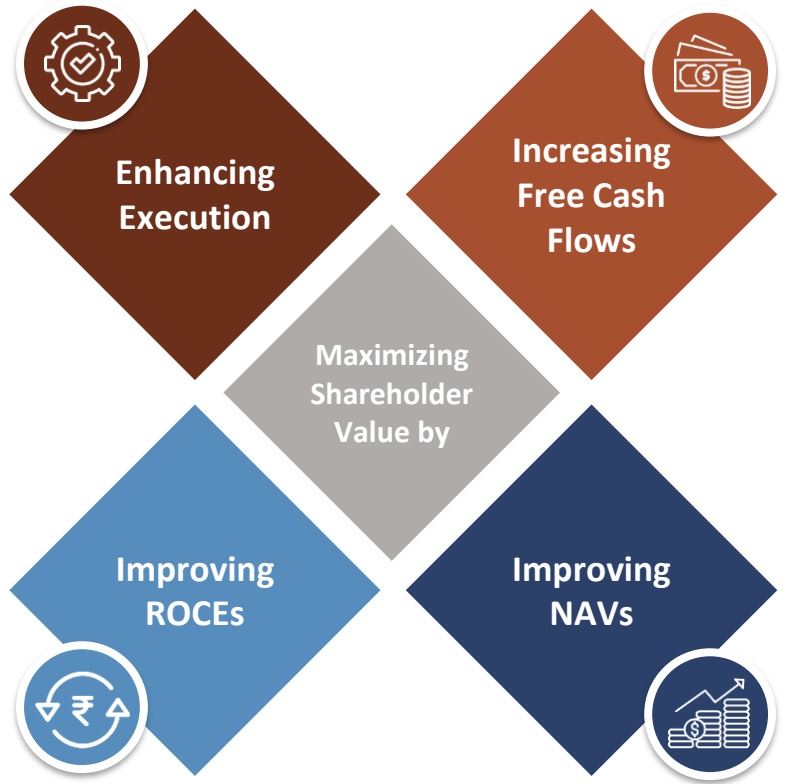 Enhancing
Execution
Increasing
Free Cash
Flows
Maximizing
Shareholder
Value by
Improving
ROCEs
Improving
NAVs